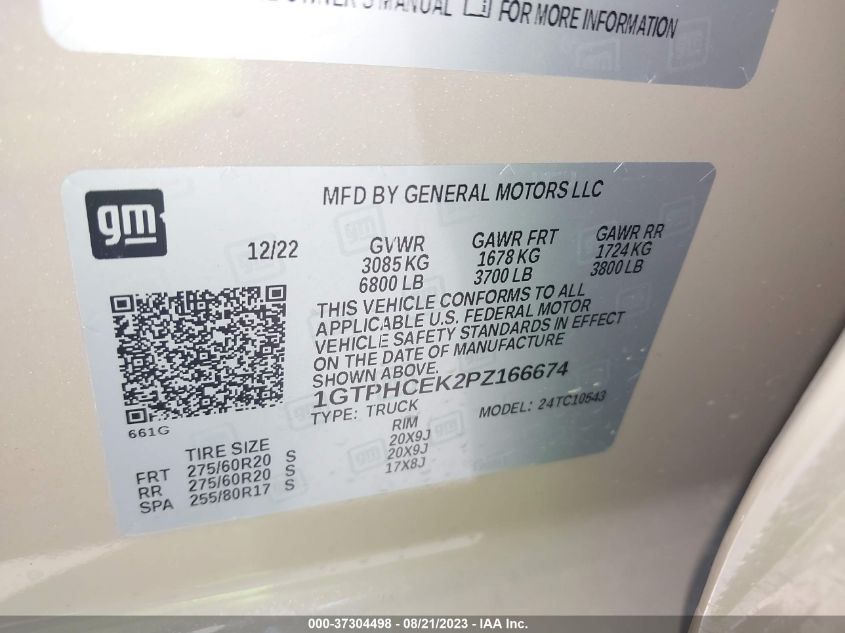 OWNER'S MANUAL FOR MORE INFORMATION
gm
MFD BY GENERAL MOTORS LLC
12/22 GVWR GAWR FRT GAWR RR
3085 KG 1678 KG 1724 KG
6800 LB 3700 LB 3800 LB
THIS VEHICLE CONFORMS TO ALL
APPLICABLE U.S. FEDERAL MOTOR
VEHICLE SAFETY STANDARDS IN EFFECT
ON THE DATE OF MANUFACTURE
SHOWN ABOVE.
1GTPHCEK2PZ166674
TYPE: TRUCK MODEL: 24TC10543
661G
TIRE SIZE RIM
FRT 275/60R20 S 20X9J
RR 275/60R20 S 20X9J
SPA 255/80R17 S 17X8J
000-37304498 - 08/21/2023 - IAA Inc.